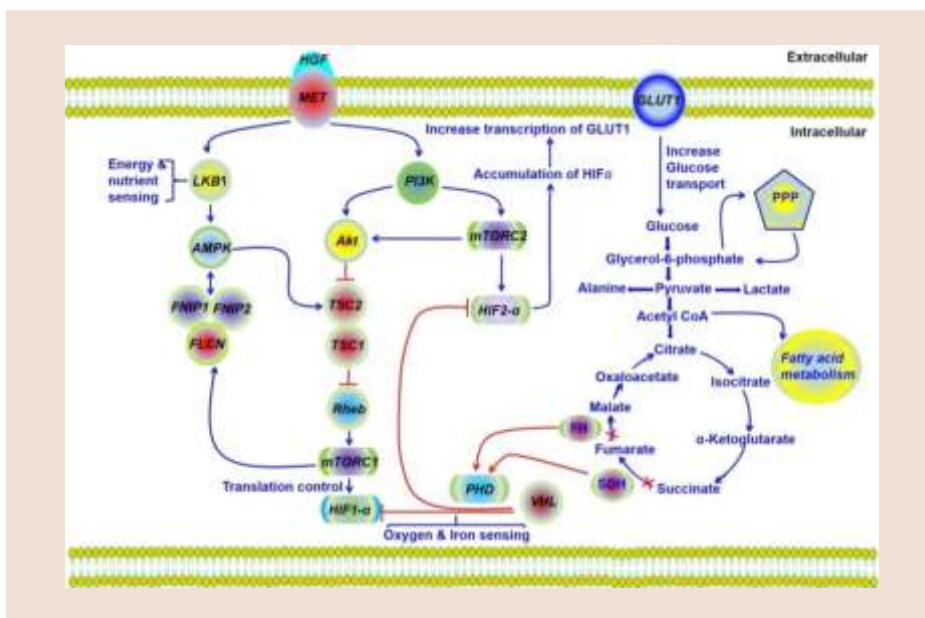 Extracellular
HGF
MET
GLUT1
Intracellular
Increase transcription of GLUT1
Energy &
nutrient
sensing
LKB1
PI3K
Accumulation of HIFα
Increase
Glucose
transport
PPP
AMPK
Akt
mTORC2
Glucose
Glycerol-6-phosphate
FNIP1
FNIP2
TSC2
HIF2-α
Alanine
Pyruvate
Lactate
FLCN
TSC1
Acetyl CoA
Citrate
Fatty acid
metabolism
Oxaloacetate
Isocitrate
Rheb
Malate
FH
α-Ketoglutarate
Fumarate
mTORC1
Translation control
PHD
SDH
Succinate
VHL
HIF1-α
Oxygen & Iron sensing